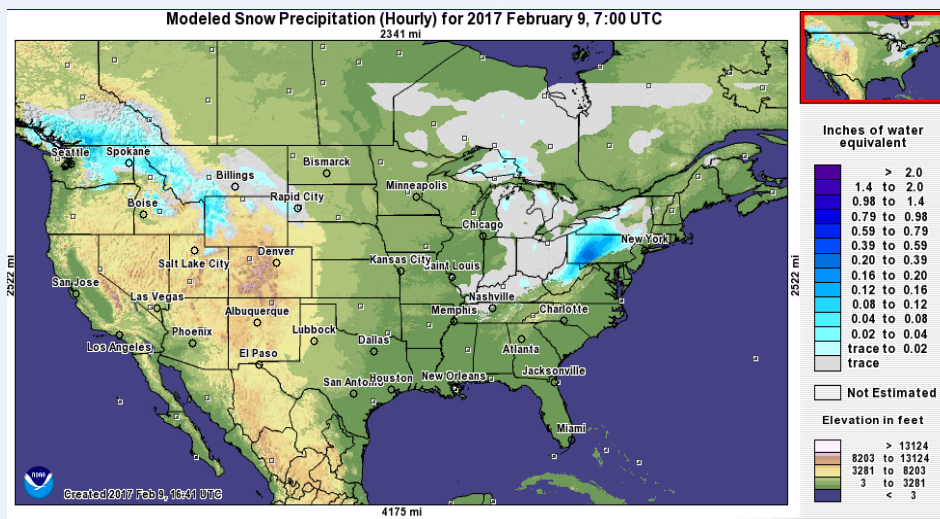 Modeled Snow Precipitation (Hourly) for 2017 February 9, 7:00 UTC
2341 mi
2522 mi
Seattle
Spokane
Billings
Bismarck
Minneapolis
Boise
Rapid City
Chicago
New York
Salt Lake City
Denver
Kansas City
Saint Louis
San Jose
Las Vegas
Nashville
Albuquerque
Memphis
Charlotte
Los Angeles
Phoenix
Lubbock
Dallas
Atlanta
El Paso
San Antonio
Houston
New Orleans
Jacksonville
Miami
NOAA
Created 2017 Feb 9, 16:41 UTC
4175 mi
2522 mi
Inches of water
equivalent
> 2.0
1.4 to 2.0
0.98 to 1.4
0.79 to 0.98
0.59 to 0.79
0.39 to 0.59
0.20 to 0.39
0.16 to 0.20
0.12 to 0.16
0.08 to 0.12
0.04 to 0.08
0.02 to 0.04
trace to 0.02
trace
Not Estimated
Elevation in feet
> 13124
8203 to 13124
3281 to 8203
3 to 3281
< 3